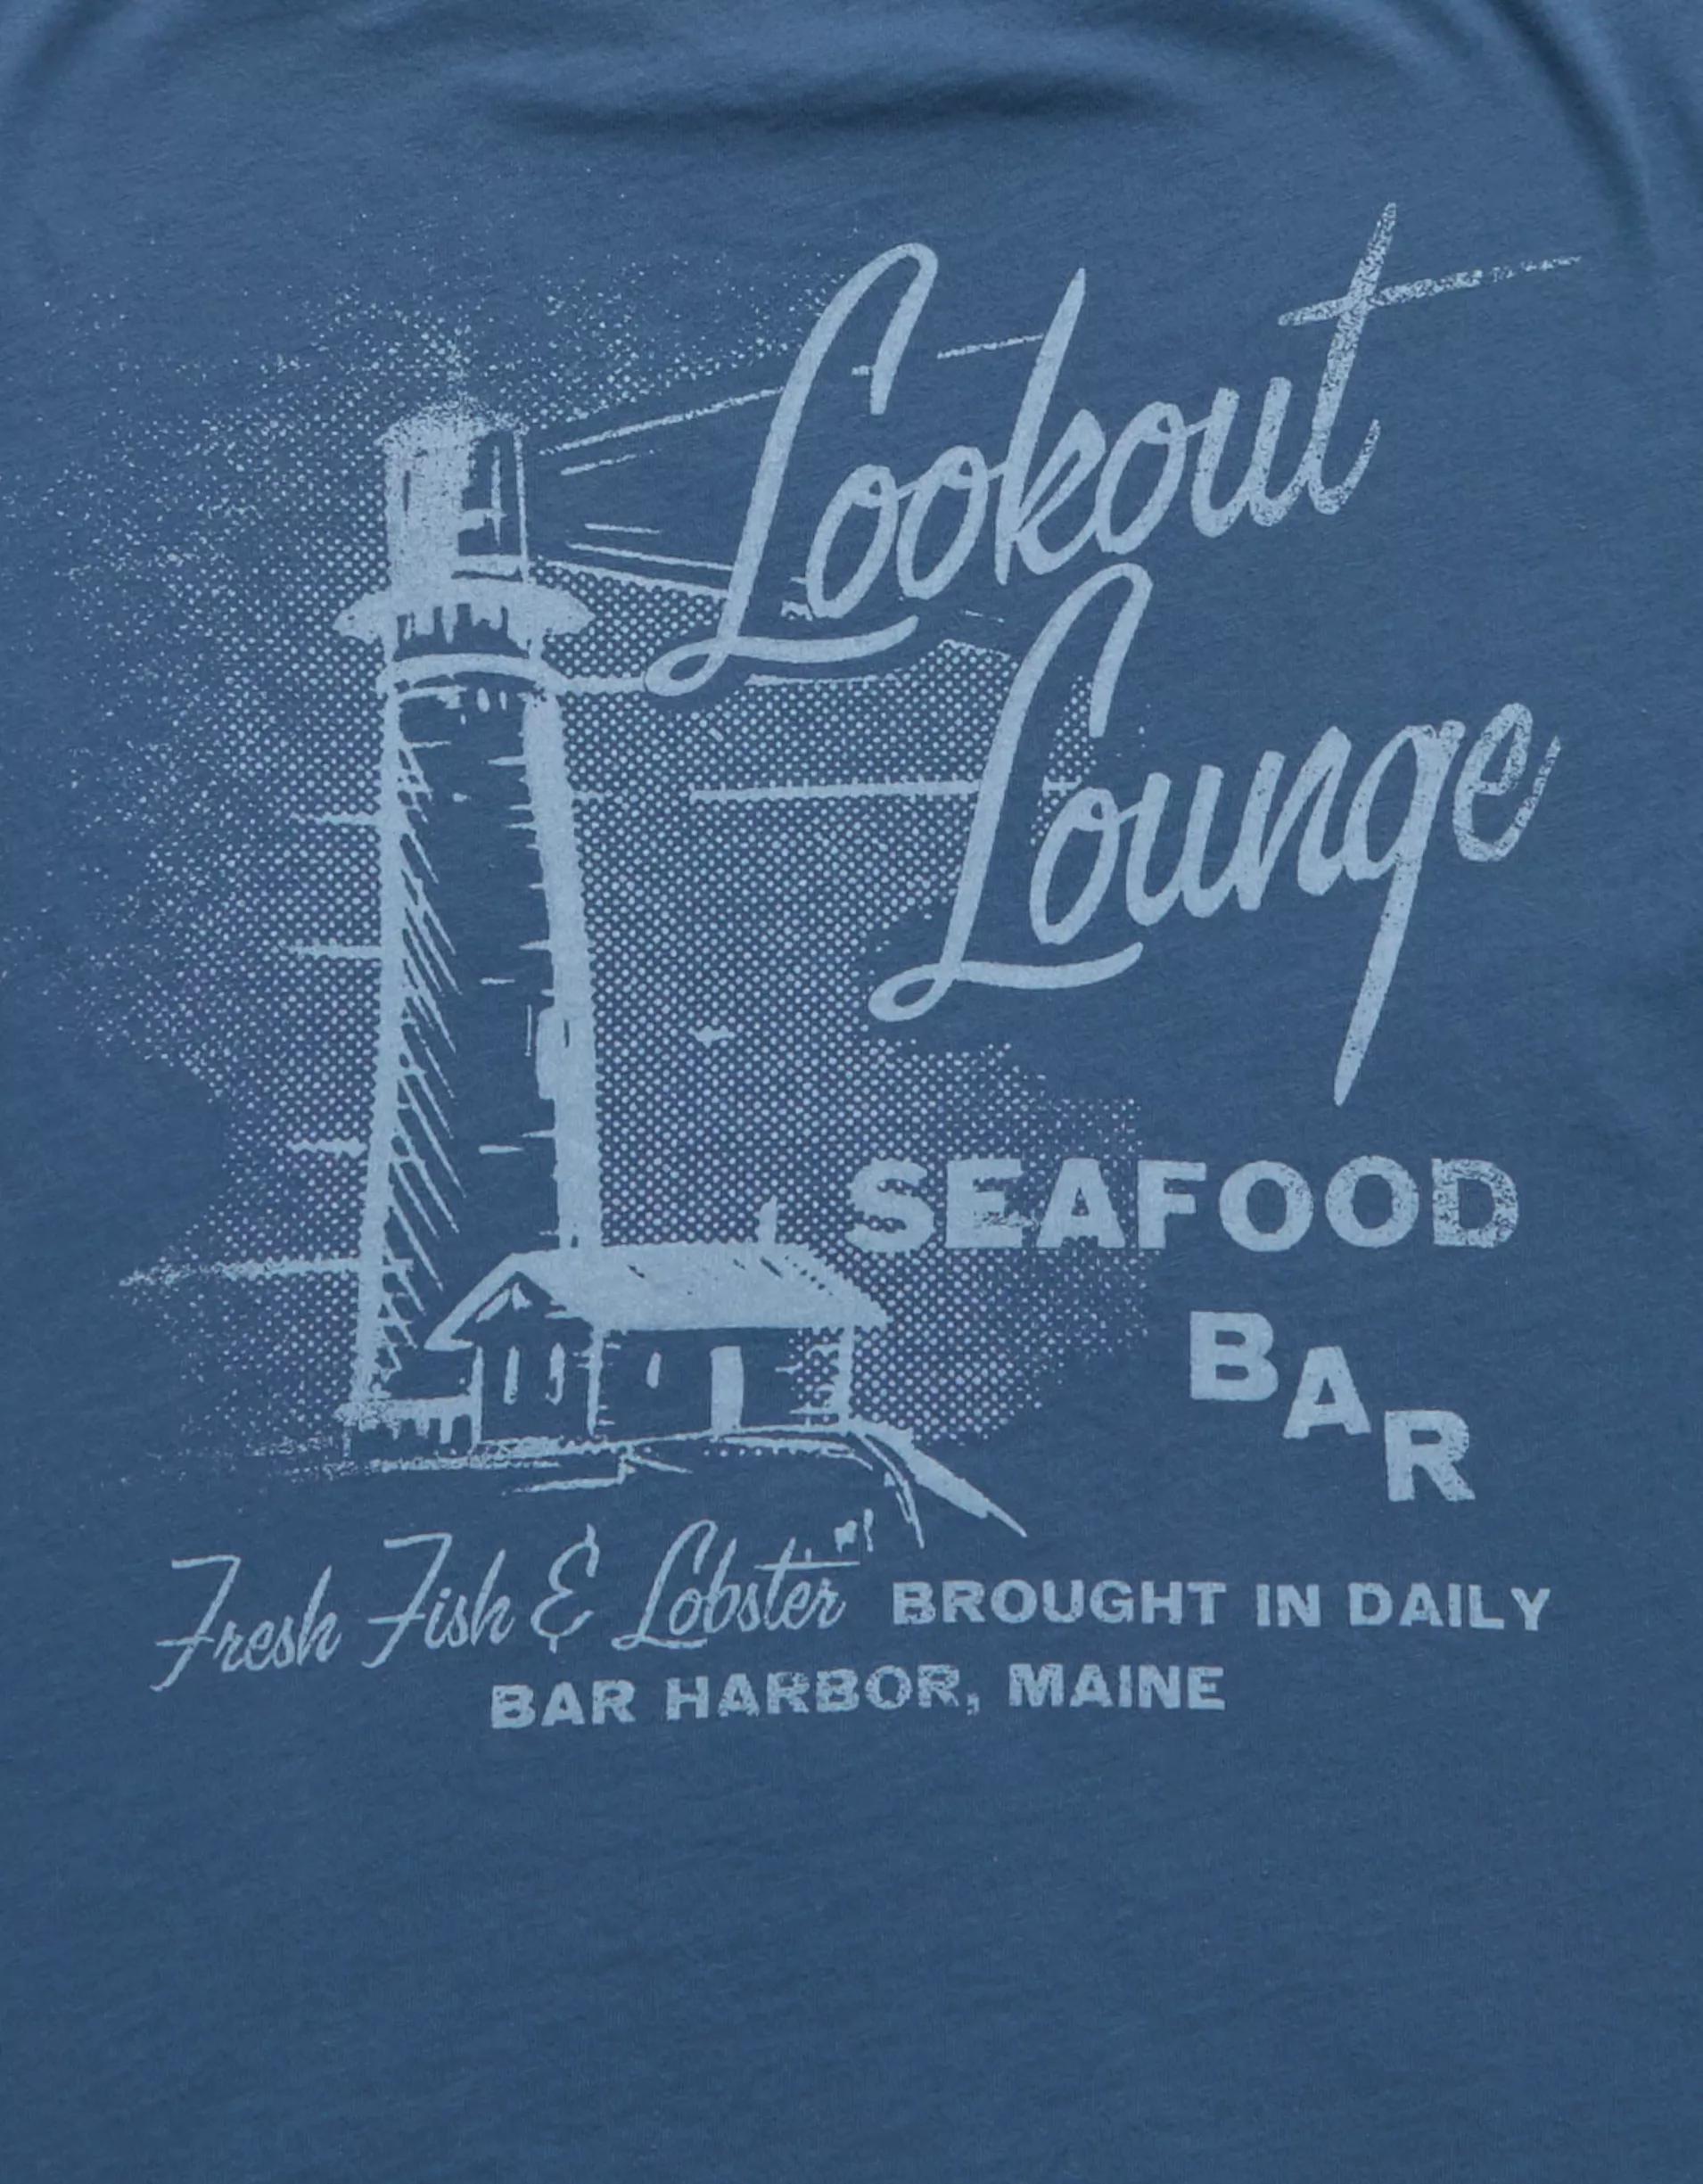 Lookout
Lounge
SEAFOOD
BAR
Fresh Fish & Lobster BROUGHT IN DAILY
BAR HARBOR, MAINE